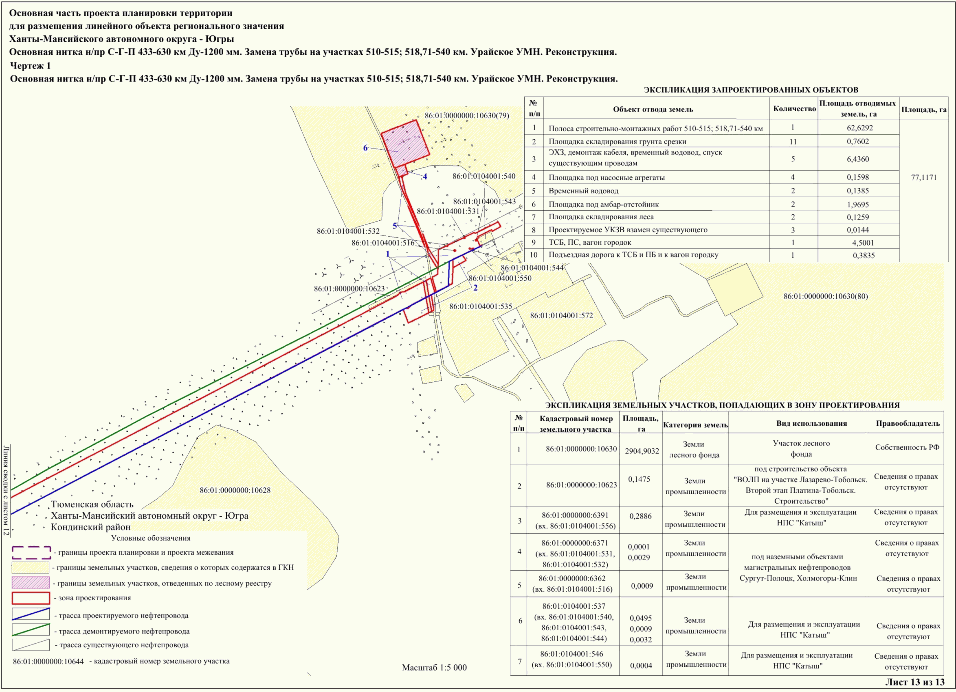 Основная часть проекта планировки территории
для размещения линейного объекта регионального значения
Ханты-Мансийского автономного округа - Югры
Основная нитка н/пр С-Г-П 433-630 км Ду-1200 мм. Замена трубы на участках 510-515; 518,71-540 км. Урайское УМН. Реконструкция.
Чертеж 1
Основная нитка н/пр С-Г-П 433-630 км Ду-1200 мм. Замена трубы на участках 510-515; 518,71-540 км. Урайское УМН. Реконструкция.
ЭКСПЛИКАЦИЯ ЗАПРОЕКТИРОВАННЫХ ОБЪЕКТОВ
№ п/п Объект отвода земель Количество Площадь отводимых земель, га Площадь, га
1 Полоса строительно-монтажных работ 510-515; 518,71-540 км 1 62,6292
2 Площадка складирования грунта срезки 11 0,7602
3 ЭХЗ, демонтаж кабеля, временный водовод, спуск
существующим проводам 5 6,4360
4 Площадка под насосные агрегаты 4 0,1598
77,1171
5 Временный водовод 2 0,1385
6 Площадка под амбар-отстойник 2 1,9695
7 Площадка складирования леса 2 0,1259
8 Проектируемое УКЗВ взамен существующего 3 0,0144
9 ТСБ, ПС, вагон городок 1 4,5001
10 Подъездная дорога к ТСБ и ПБ п к вагон городку 1 0,3835
86:01:0000000:10630(79)
6
4
86:01:0104001:540
86:01:0104001:543
86:01:0104001:531
5
86:01:0104001:532
86:01:0104001:516
1
86:01:0104001:544
86:01:0104001:550
2
86:01:0000000:10623
86:01:0104001:535
86:01:0104001:572
86:01:0000000:10630(80)
86:01:0000000:10628
Линия сводки с листом 12
Тюменская область
Ханты-Мансийский автономный округ - Югра
Кондинский район
Условные обозначения
- границы проекта планировки и проекта межевания
- границы земельных участков, сведения о которых содержатся в ГКН
- границы земельных участков, отведенных по лесному реестру
- зона проектирования
- трасса проектируемого нефтепровода
- трасса демонтируемого нефтепровода
- трасса существующего нефтепровода
86:01:0000000:10644 - кадастровый номер земельного участка
Масштаб 1:5 000
ЭКСПЛИКАЦИЯ ЗЕМЕЛЬНЫХ УЧАСТКОВ, ПОПАДАЮЩИХ В ЗОНУ ПРОЕКТИРОВАНИЯ
№ п/п Кадастровый номер земельного участка Площадь, га Категория земель Вид использования Правообладатель
1 86:01:0000000:10630 2904,9032 Земли лесного фонда Участок лесного фонда Собственность РФ
2 86:01:0000000:10623 0,1475 Земли промышленности под строительство объекта
"ВОЛП на участке Лазарево-Тобольск.
Второй этап Платина-Тобольск.
Строительство" Сведения о правах отсутствуют
3 86:01:0000000:6391
(вх. 86:01:0104001:556) 0,2886 Земли промышленности Для размещения и эксплуатации
НПС "Катыш" Сведения о правах отсутствуют
4 86:01:0000000:6371
(вх. 86:01:0104001:531,
86:01:0104001:532) 0,0001
0,0029 Земли промышленности Сведения о правах отсутствуют
под наземными объектами
магистральных нефтепроводов
Сургут-Полоцк, Холмогоры-Клин
5 86:01:0000000:6362
(вх. 86:01:0104001:516) 0,0009 Земли промышленности Сведения о правах отсутствуют
6 86:01:0104001:537
(вх. 86:01:0104001:540,
86:01:0104001:543,
86:01:0104001:544) 0,0495
0,0009
0,0032 Земли промышленности Для размещения и эксплуатации
НПС "Катыш" Сведения о правах отсутствуют
7 86:01:0104001:546
(вх. 86:01:0104001:550) 0,0004 Земли промышленности Для размещения и эксплуатации
НПС "Катыш" Сведения о правах отсутствуют
Лист 13 из 13